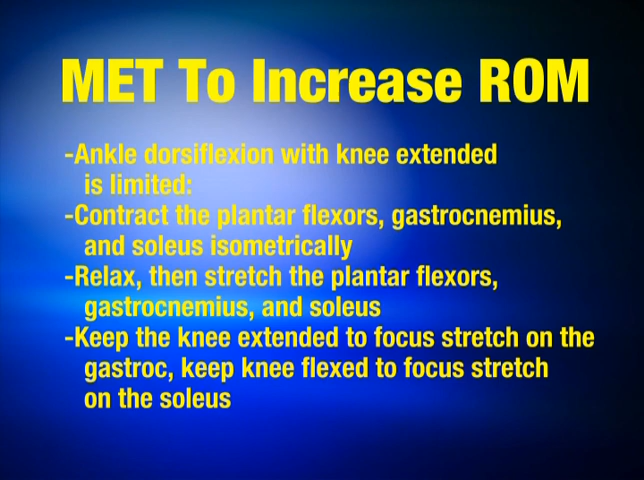 MET To Increase ROM
-Ankle dorsiflexion with knee extended
is limited:
-Contract the plantar flexors, gastrocnemius,
and soleus isometrically
-Relax, then stretch the plantar flexors,
gastrocnemius, and soleus
-Keep the knee extended to focus stretch on the
gastroc, keep knee flexed to focus stretch
on the soleus